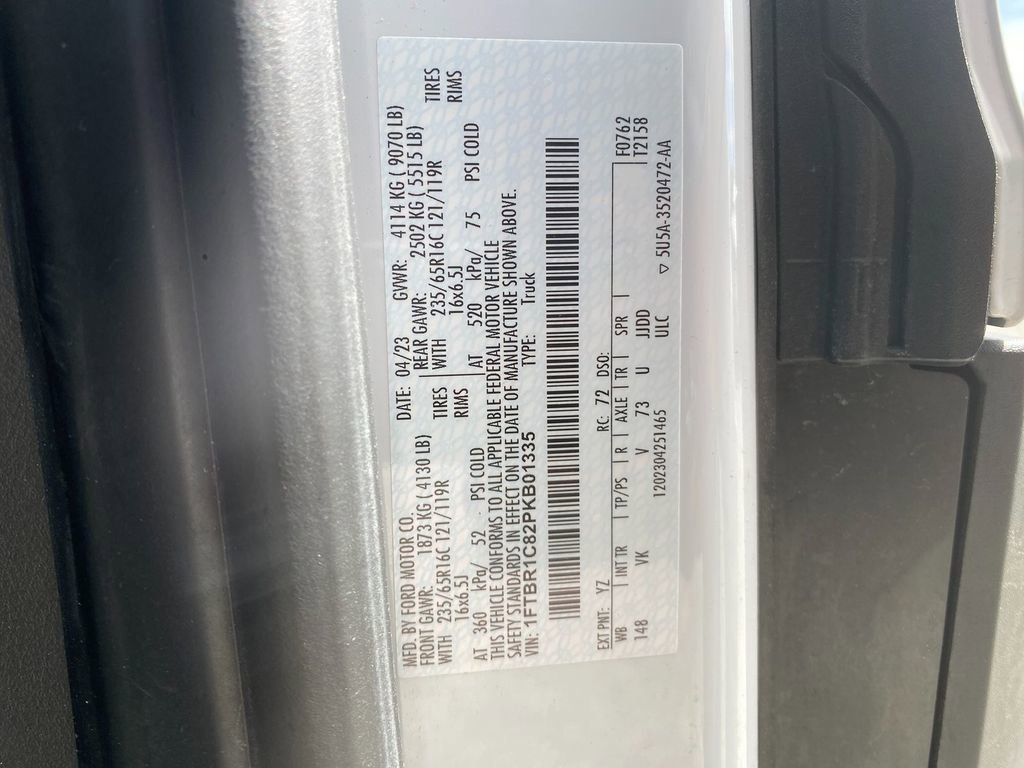 MFD. BY FORD MOTOR CO. DATE: 04/23 GVWR: 4114 KG ( 9070 LB)
FRONT GAWR: 1873 KG ( 4130 LB) REAR GAWR: 2502 KG ( 5515 LB)
WITH 235/65R16C 121/119R TIRES WITH 235/65R16C 121/119R TIRES
16x6.5J RIMS 16x6.5J RIMS
AT 360 kPa/ 52 PSI COLD AT 520 kPa/ 75 PSI COLD
THIS VEHICLE CONFORMS TO ALL APPLICABLE FEDERAL MOTOR VEHICLE
SAFETY STANDARDS IN EFFECT ON THE DATE OF MANUFACTURE SHOWN ABOVE.
VIN: 1FTBR1C82PKB01335 TYPE: Truck
EXT PNT: YZ RC: 72 DSO: F0762
WB INT TR TP/PS R AXLE TR SPR T2158
148 VK V 73 U JJDD
ULC
1202304251465 ▽ 5U5A-3520472-AA